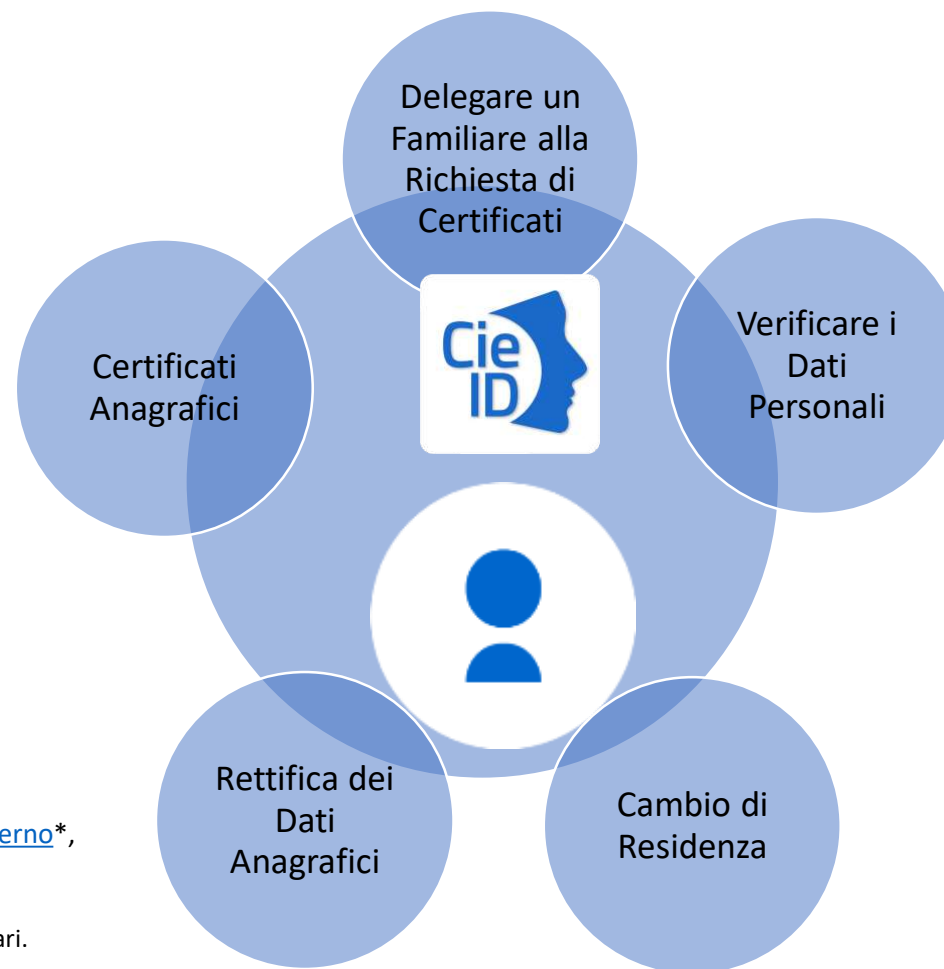 Delegare un
Familiare alla
Richiesta di
Certificati
Verificare i
Dati
Personali
Certificati
Anagrafici
Cie
ID
Rettifica dei
Dati
Anagrafici
Cambio di
Residenza
erno*,
ari.